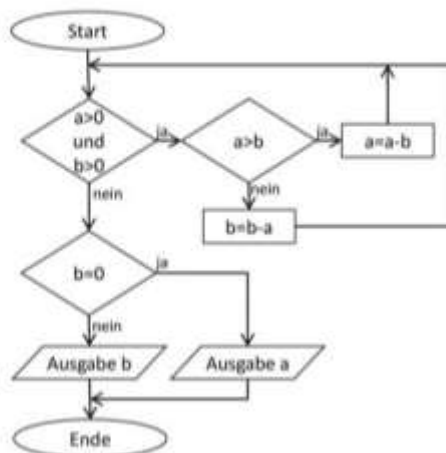 Start
a>0
und
b>0
ja
a>b
ja
a=a-b
nein
nein
b=b-a
b=0
ja
nein
Ausgabe b
Ausgabe a
Ende